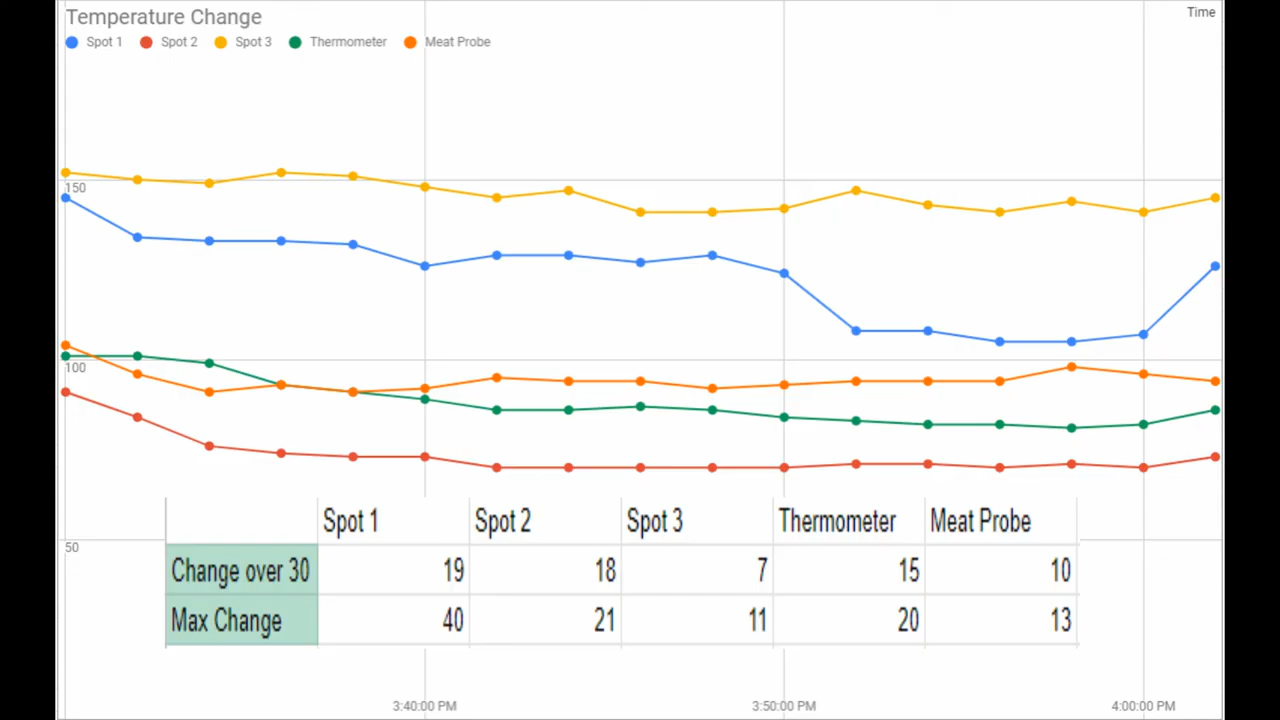 Temperature Change
Time
Spot 1 Spot 2 Spot 3 Thermometer Meat Probe
150
100
50
Spot 1 Spot 2 Spot 3 Thermometer Meat Probe
Change over 30 19 18 7 15 10
Max Change 40 21 11 20 13
3:40:00 PM 3:50:00 PM 4:00:00 PM